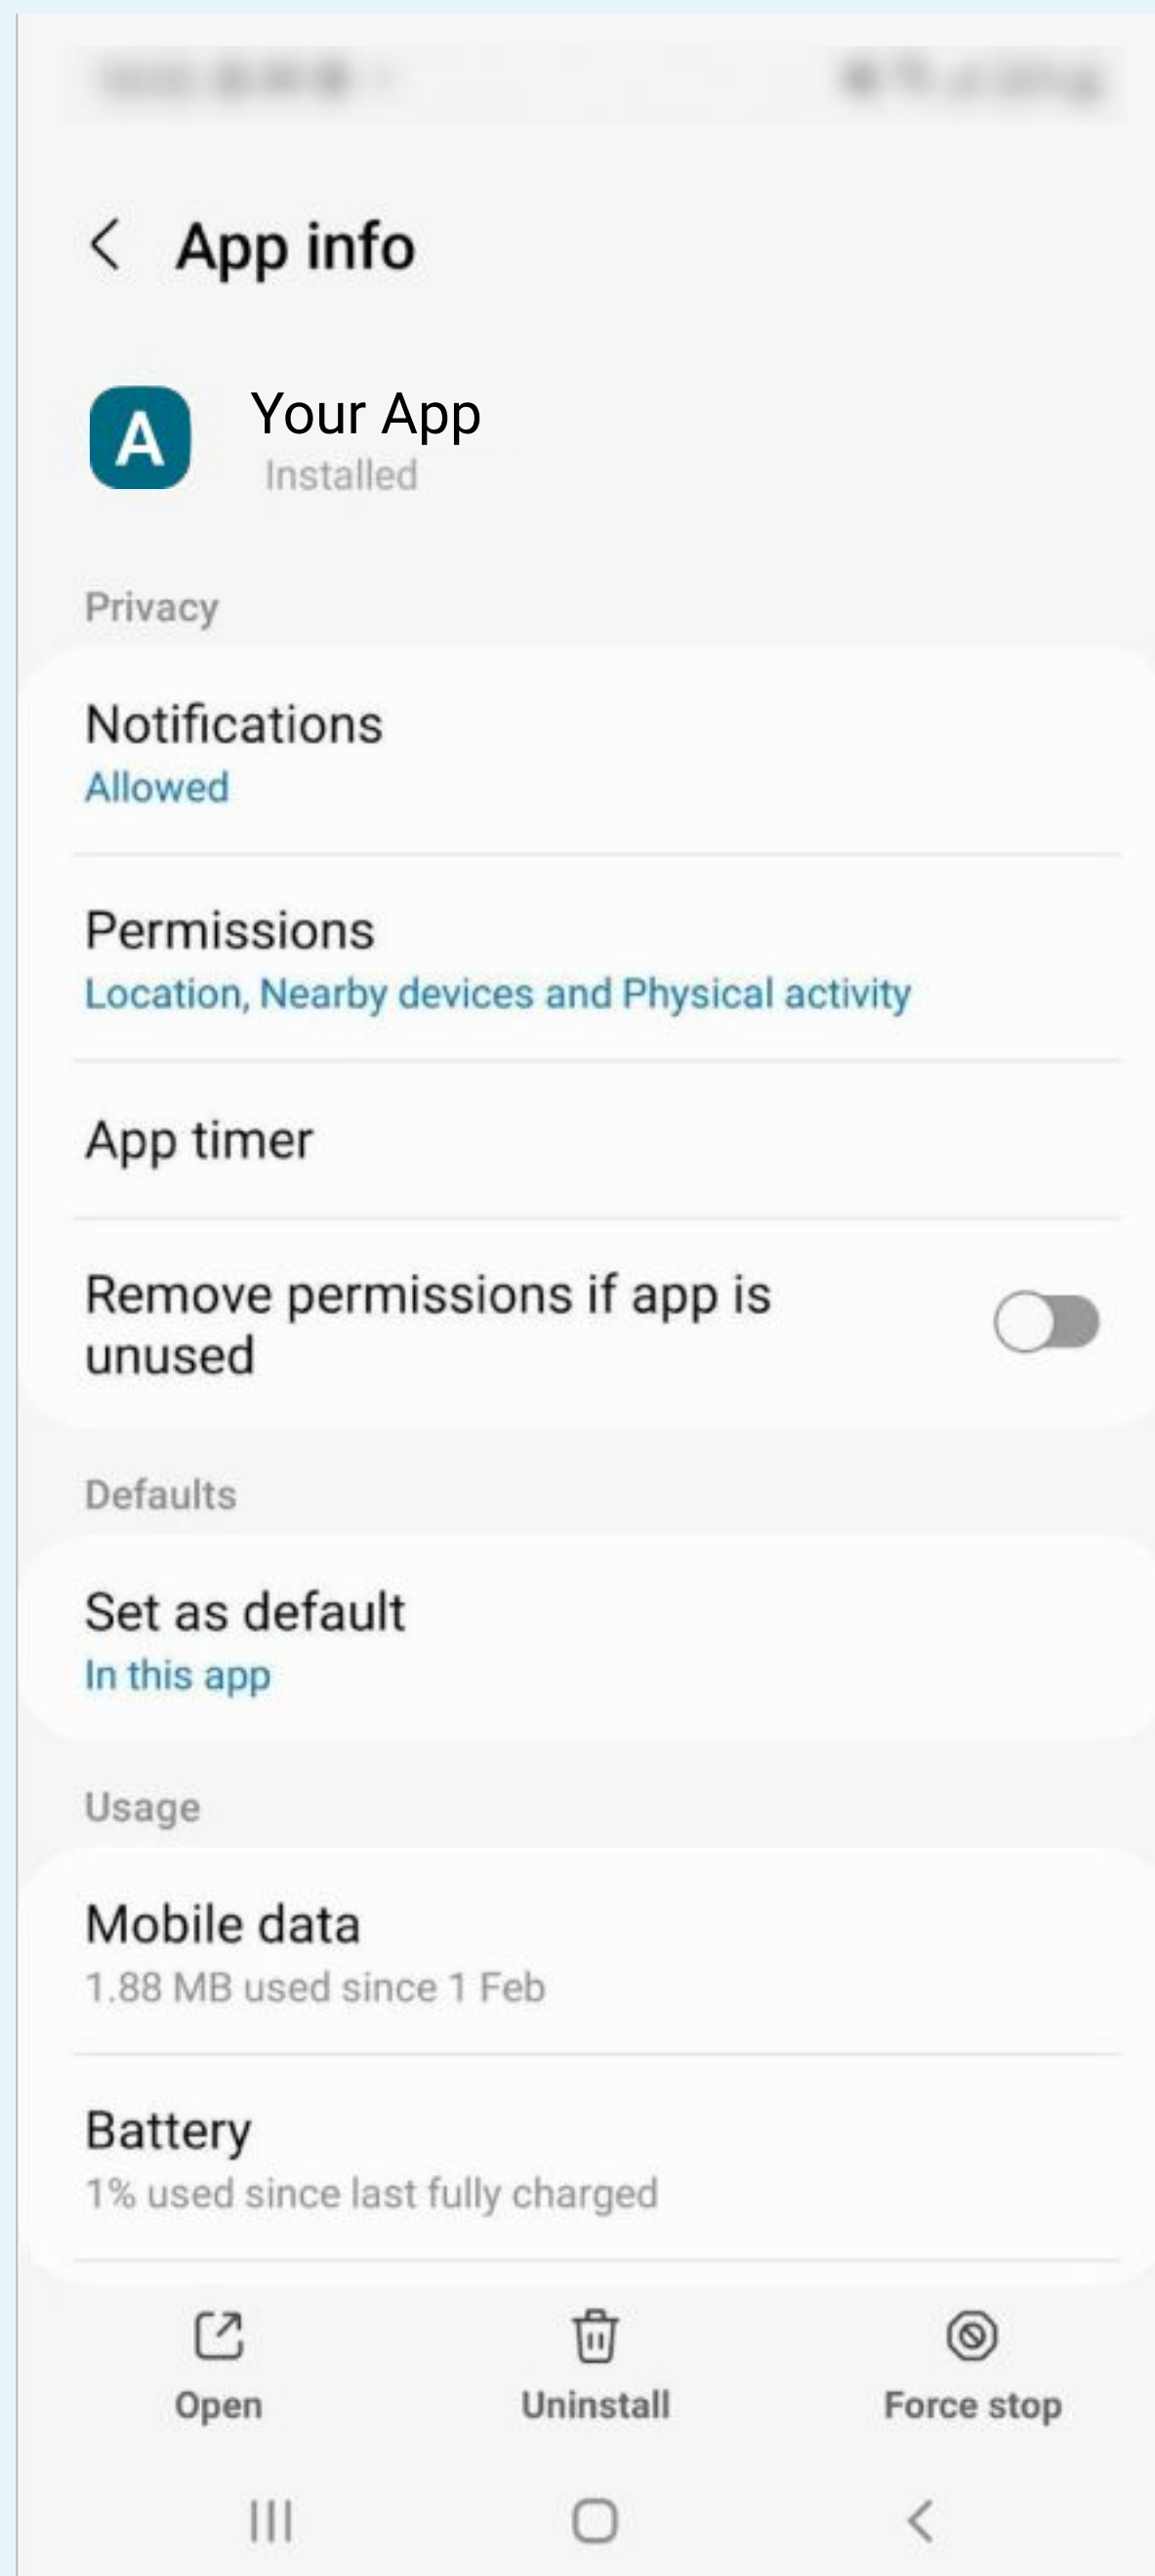 App info
A
Your App
Installed
Privacy
Notifications
Allowed
Permissions
Location, Nearby devices and Physical activity
App timer
Remove permissions if app is
unused
Defaults
Set as default
In this app
Usage
Mobile data
1.88 MB used since 1 Feb
Battery
1% used since last fully charged
Open
Uninstall
Force stop